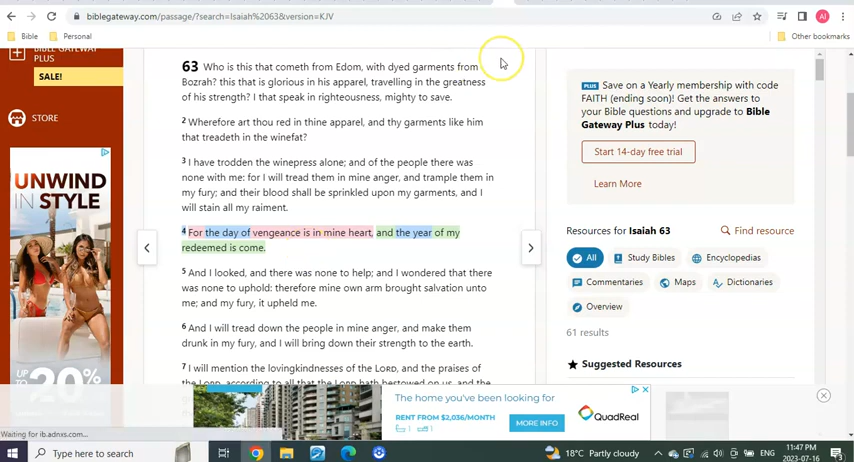 biblegateway.com/passage/?search=Isaiah%2063&version=KJV
AI
Bible
Personal
Other bookmarks
BIBLE GATEWAY
PLUS
SALE!
STORE
UNWIND
IN STYLE
UP TO
20%
63 Who is this that cometh from Edom, with dyed garments from
Bozrah? this that is glorious in his apparel, travelling in the greatness
of his strength? I that speak in righteousness, mighty to save.
2 Wherefore art thou red in thine apparel, and thy garments like him
that treadeth in the winefat?
3 I have trodden the winepress alone; and of the people there was
none with me: for I will tread them in mine anger, and trample them in
my fury; and their blood shall be sprinkled upon my garments, and I
will stain all my raiment.
4 For the day of vengeance is in mine heart, and the year of my
redeemed is come.
5 And I looked, and there was none to help; and I wondered that there
was none to uphold: therefore mine own arm brought salvation unto
me; and my fury, it upheld me.
6 And I will tread down the people in mine anger, and make them
drunk in my fury, and I will bring down their strength to the earth.
7 I will mention the lovingkindnesses of the LORD, and the praises of
PLUS Save on a Yearly membership with code
FAITH (ending soon)! Get the answers to
your Bible questions and upgrade to Bible
Gateway Plus today!
Start 14-day free trial
Learn More
Resources for Isaiah 63
Find resource
All
Study Bibles
Encyclopedias
Commentaries
Maps
Dictionaries
Overview
61 results
Suggested Resources
The home you've been looking for
RENT FROM $2,036/MONTH
MORE INFO
QuadReal
Waiting for ib.adnxs.com...
Type here to search
18°C Partly cloudy
ENG
11:47 PM
2023-07-16
3